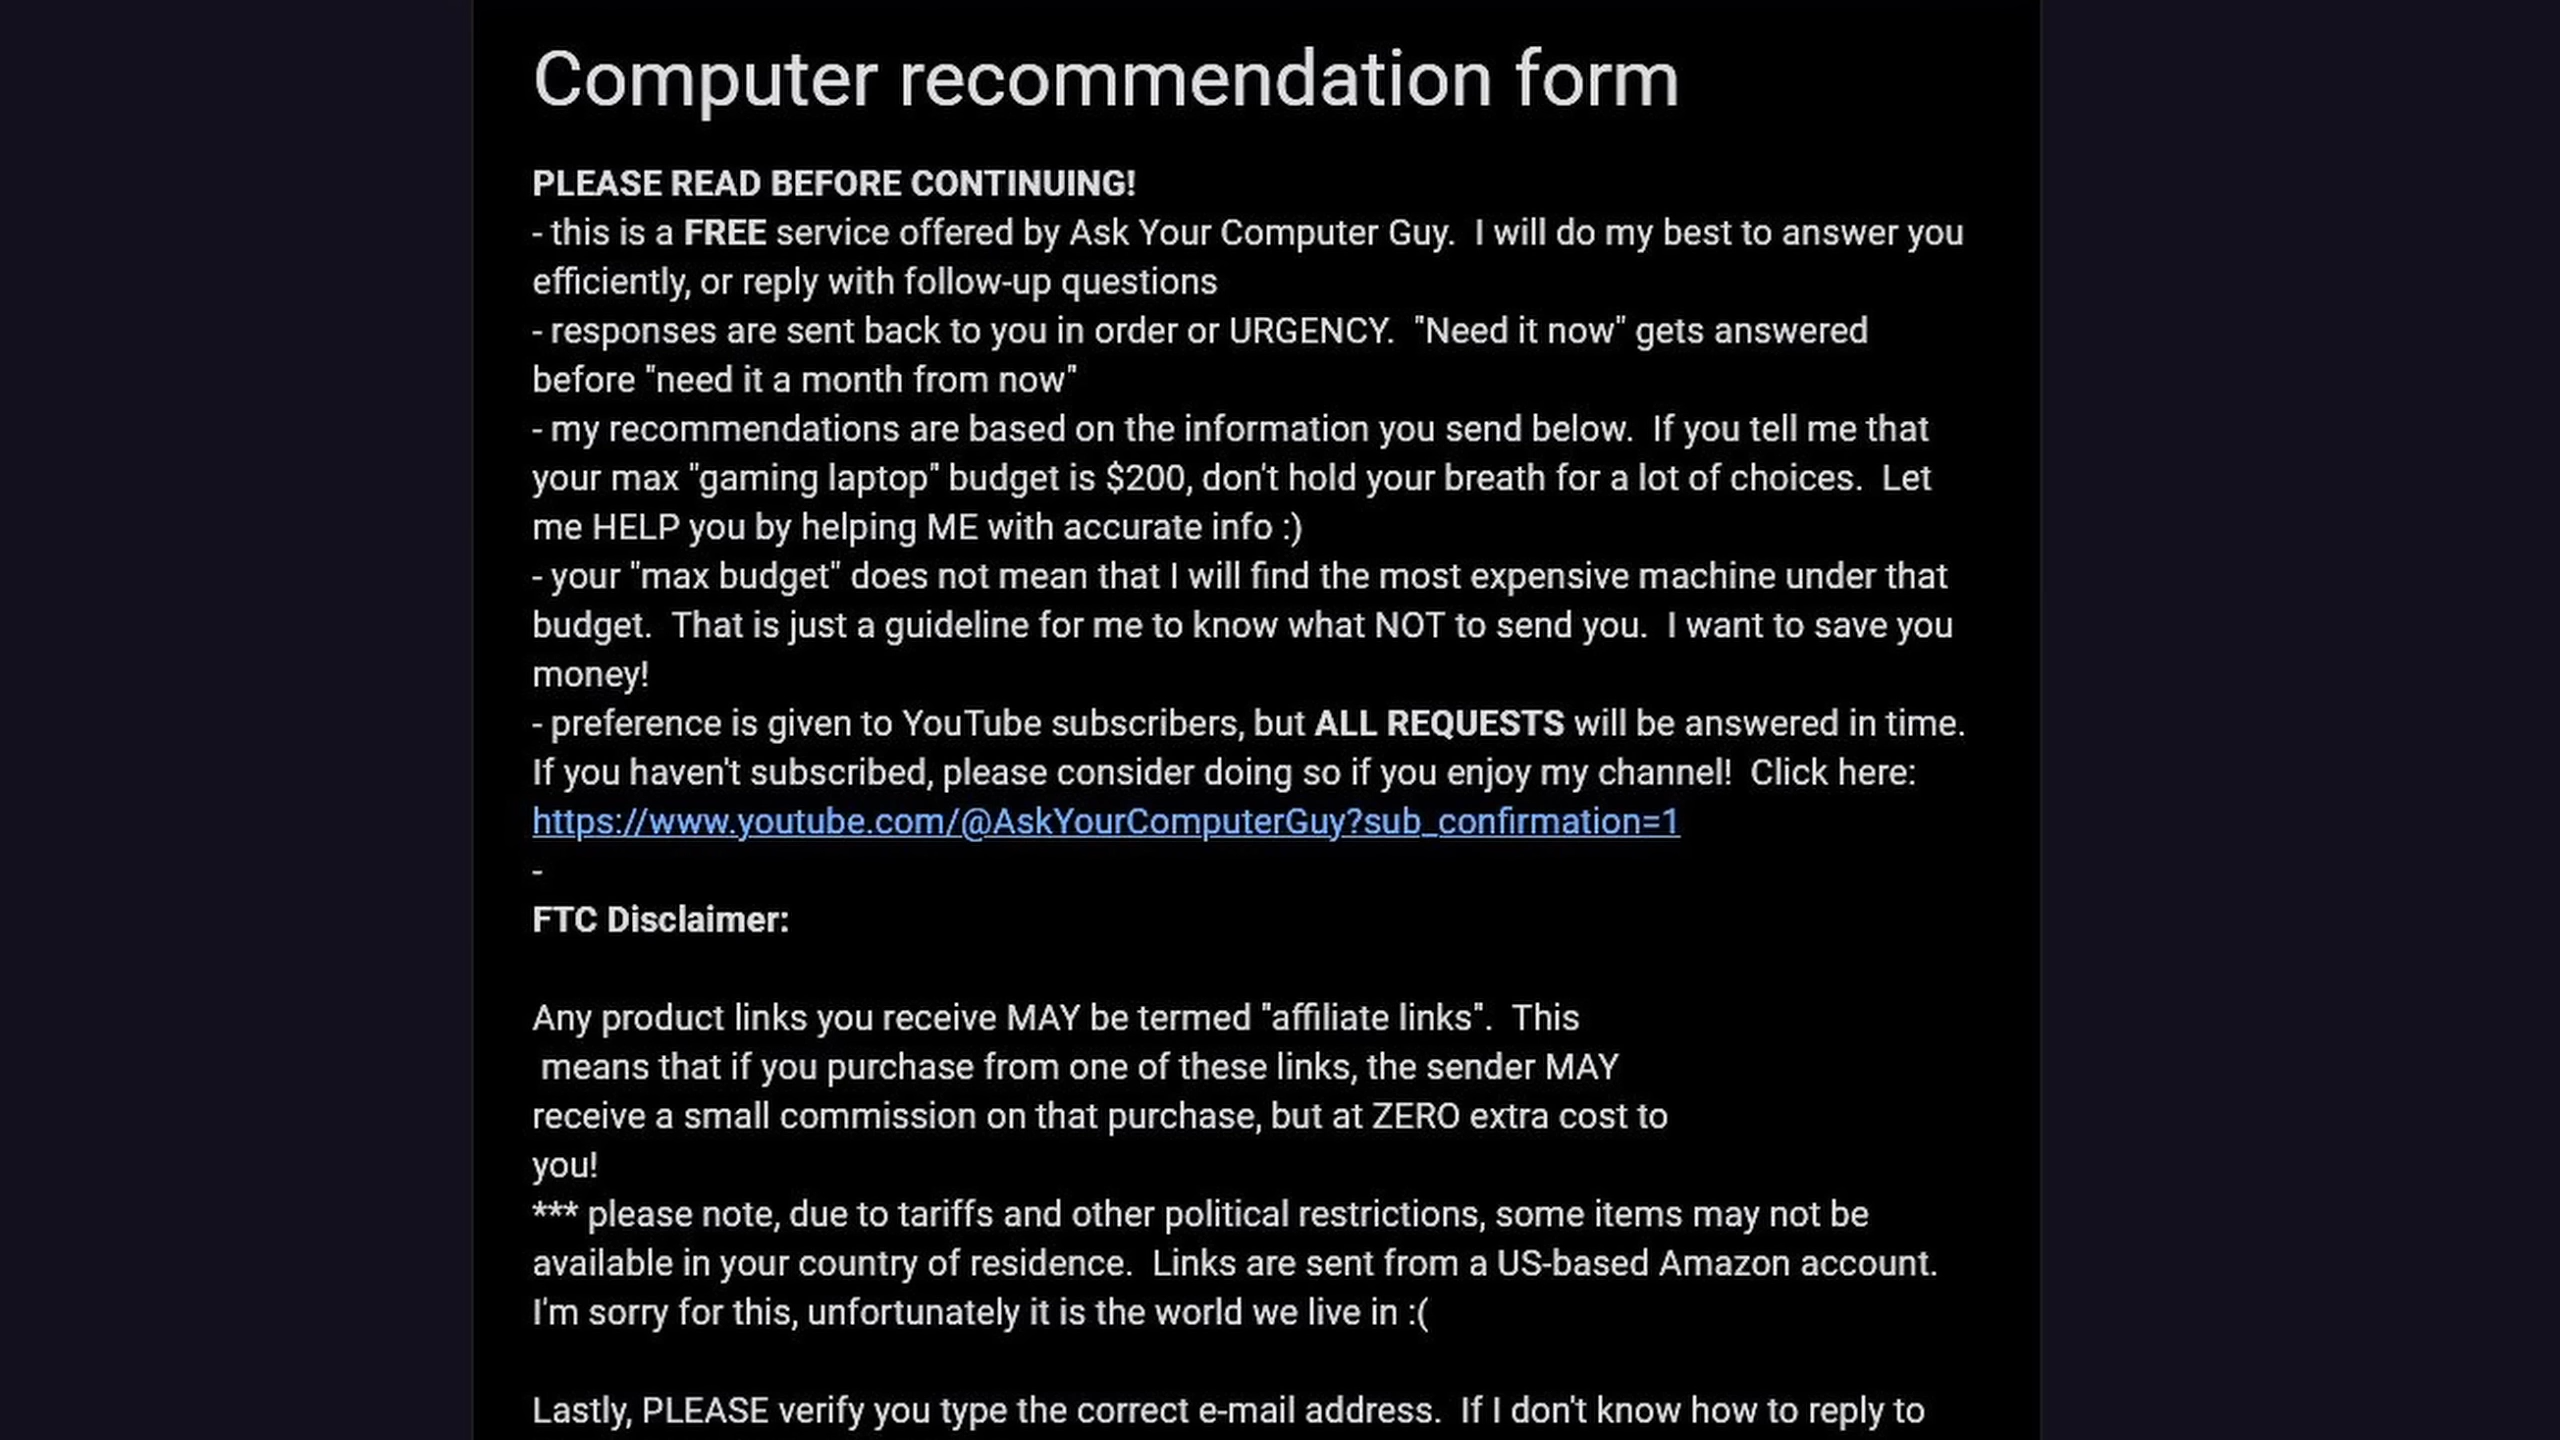 Computer recommendation form
PLEASE READ BEFORE CONTINUING!
- this is a FREE service offered by Ask Your Computer Guy.  I will do my best to answer you
efficiently, or reply with follow-up questions
- responses are sent back to you in order or URGENCY.  "Need it now" gets answered
before "need it a month from now"
- my recommendations are based on the information you send below.  If you tell me that
your max "gaming laptop" budget is $200, don't hold your breath for a lot of choices.  Let
me HELP you by helping ME with accurate info :)
- your "max budget" does not mean that I will find the most expensive machine under that
budget.  That is just a guideline for me to know what NOT to send you.  I want to save you
money!
- preference is given to YouTube subscribers, but ALL REQUESTS will be answered in time.
If you haven't subscribed, please consider doing so if you enjoy my channel!  Click here:
https://www.youtube.com/@AskYourComputerGuy?sub_confirmation=1
-
FTC Disclaimer:
Any product links you receive MAY be termed "affiliate links".  This
means that if you purchase from one of these links, the sender MAY
receive a small commission on that purchase, but at ZERO extra cost to
you!
*** please note, due to tariffs and other political restrictions, some items may not be
available in your country of residence.  Links are sent from a US-based Amazon account.
I'm sorry for this, unfortunately it is the world we live in :(
Lastly, PLEASE verify you type the correct e-mail address.  If I don't know how to reply to